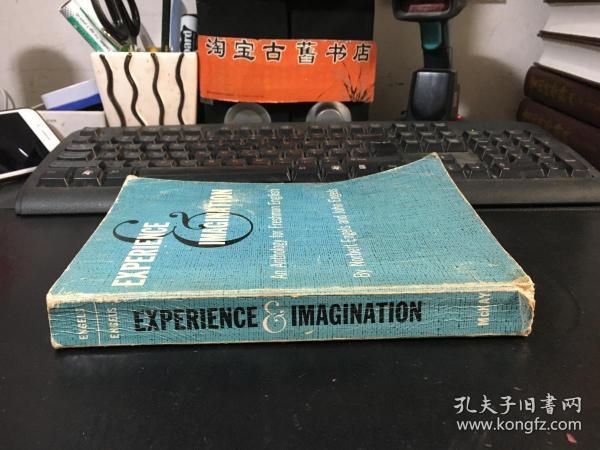 淘宝古舊书店
EXPERIENCE
&
IMAGINATION
An Anthology for Freshman English
By Norbert Engels and John Engels
ENGELS
ENGELS
EXPERIENCE & IMAGINATION
McKAY
孔夫子旧书网
www.kongfz.com